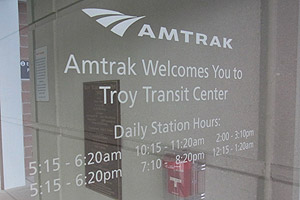 AMTRAK
Amtrak Welcomes You to
Troy Transit Center
Daily Station Hours:
5:15 - 6:20am 10:15 - 11:20am 2:00 - 3:10pm
5:15 - 6:20pm 7:10 - 8:20pm 12:15 - 1:20am